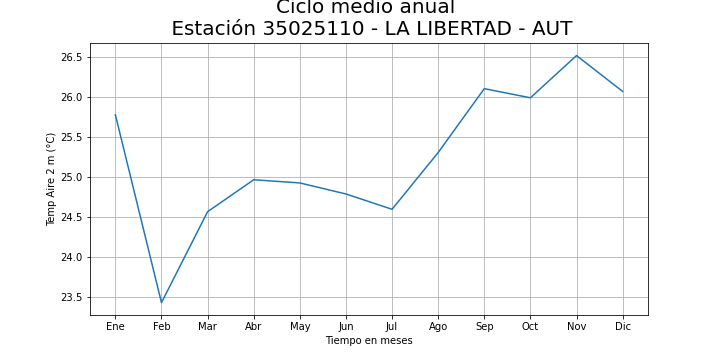 Ciclo medio anual
Estación 35025110 - LA LIBERTAD - AUT
26.5
26.0
25.5
25.0
24.5
24.0
23.5
Temp Aire 2 m (°C)
Ene Feb Mar Abr May Jun Jul Ago Sep Oct Nov Dic
Tiempo en meses